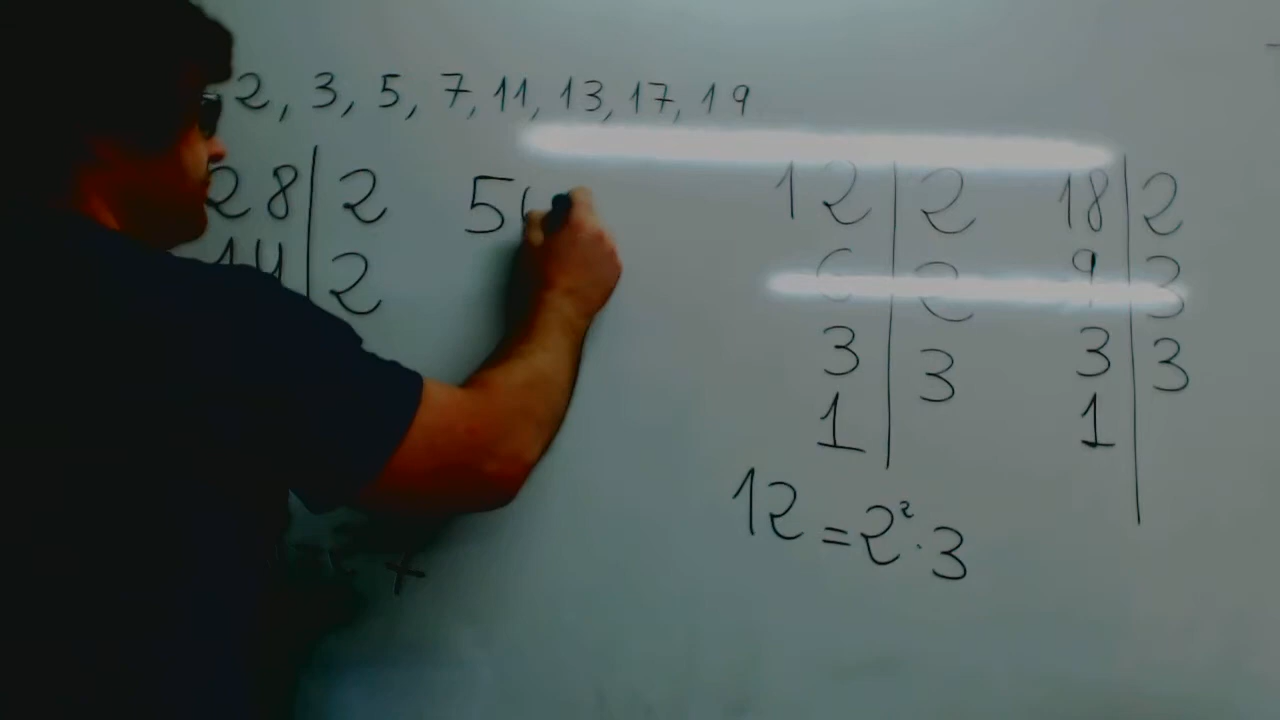 2, 3, 5, 7, 11, 13, 17, 19
28 | 2 5 12 | 2 18 | 2
14 | 2 6 | 2 9 | 3
3 | 3 3 | 3
1 1
12 = 2² · 3